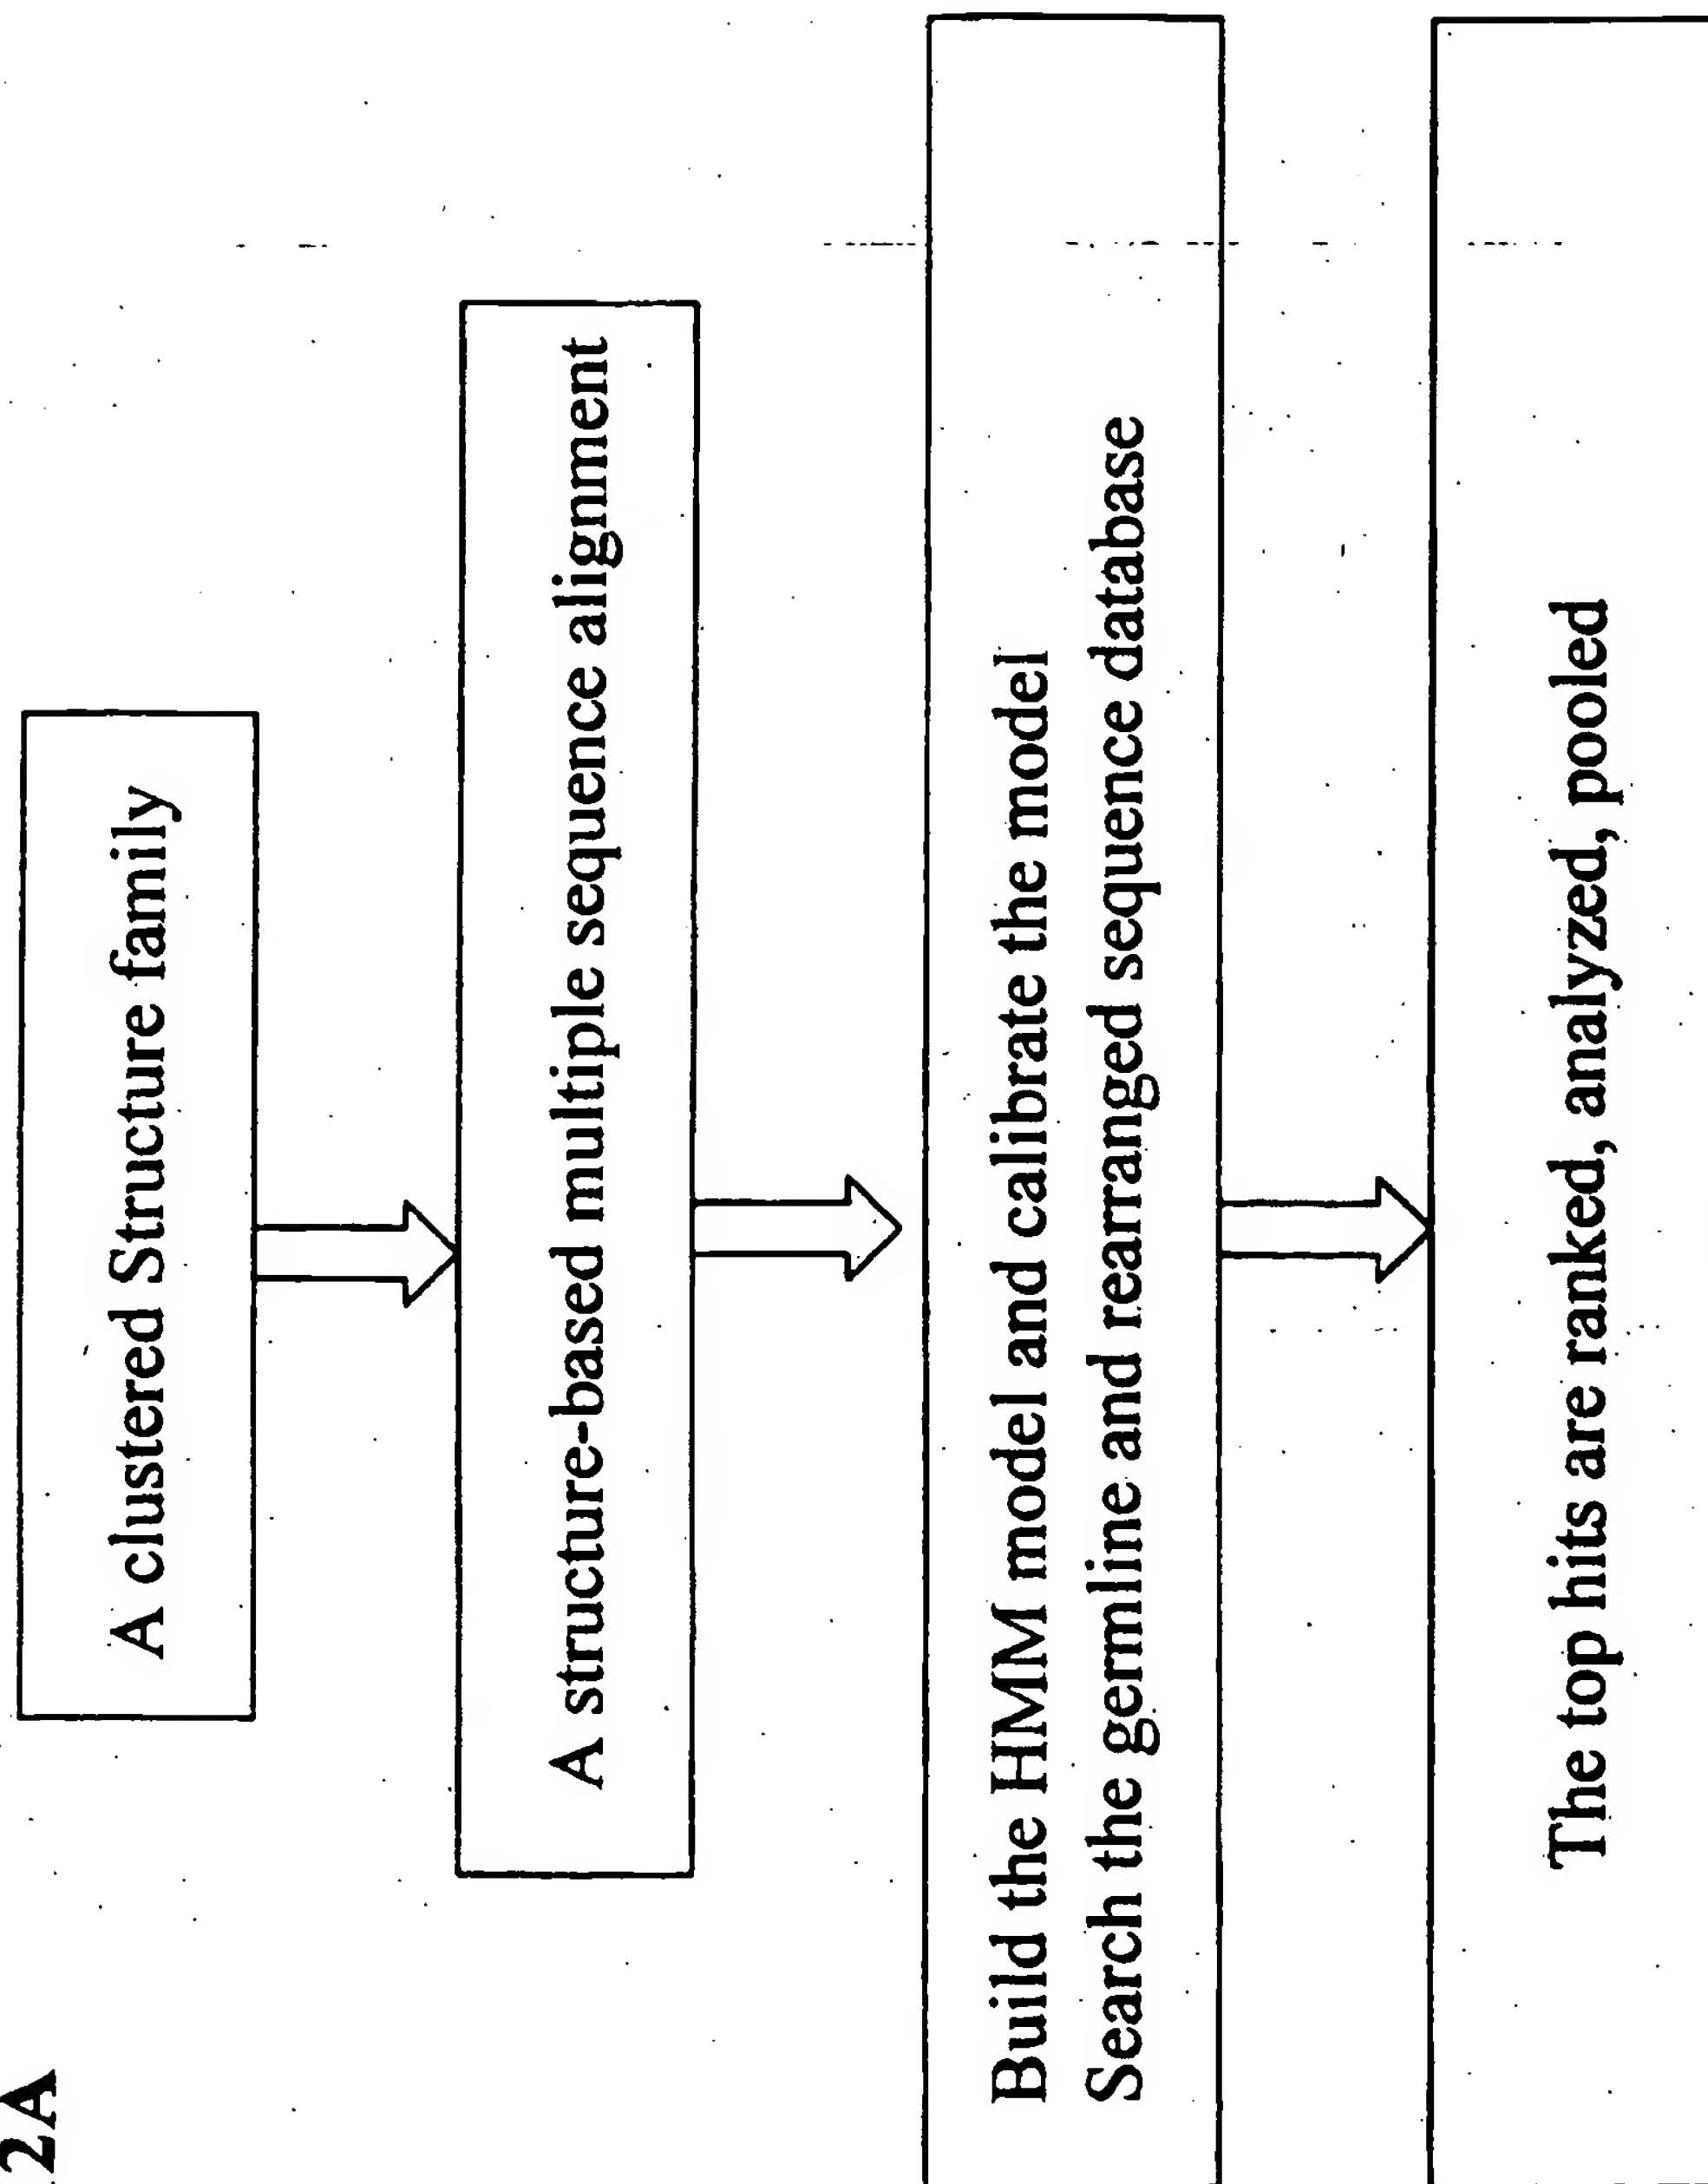 2A
A clustered Structure family
A structure-based multiple sequence alignment
Build the HMM model and calibrate the model
Search the germline and rearranged sequence database
The top hits are ranked, analyzed, pooled